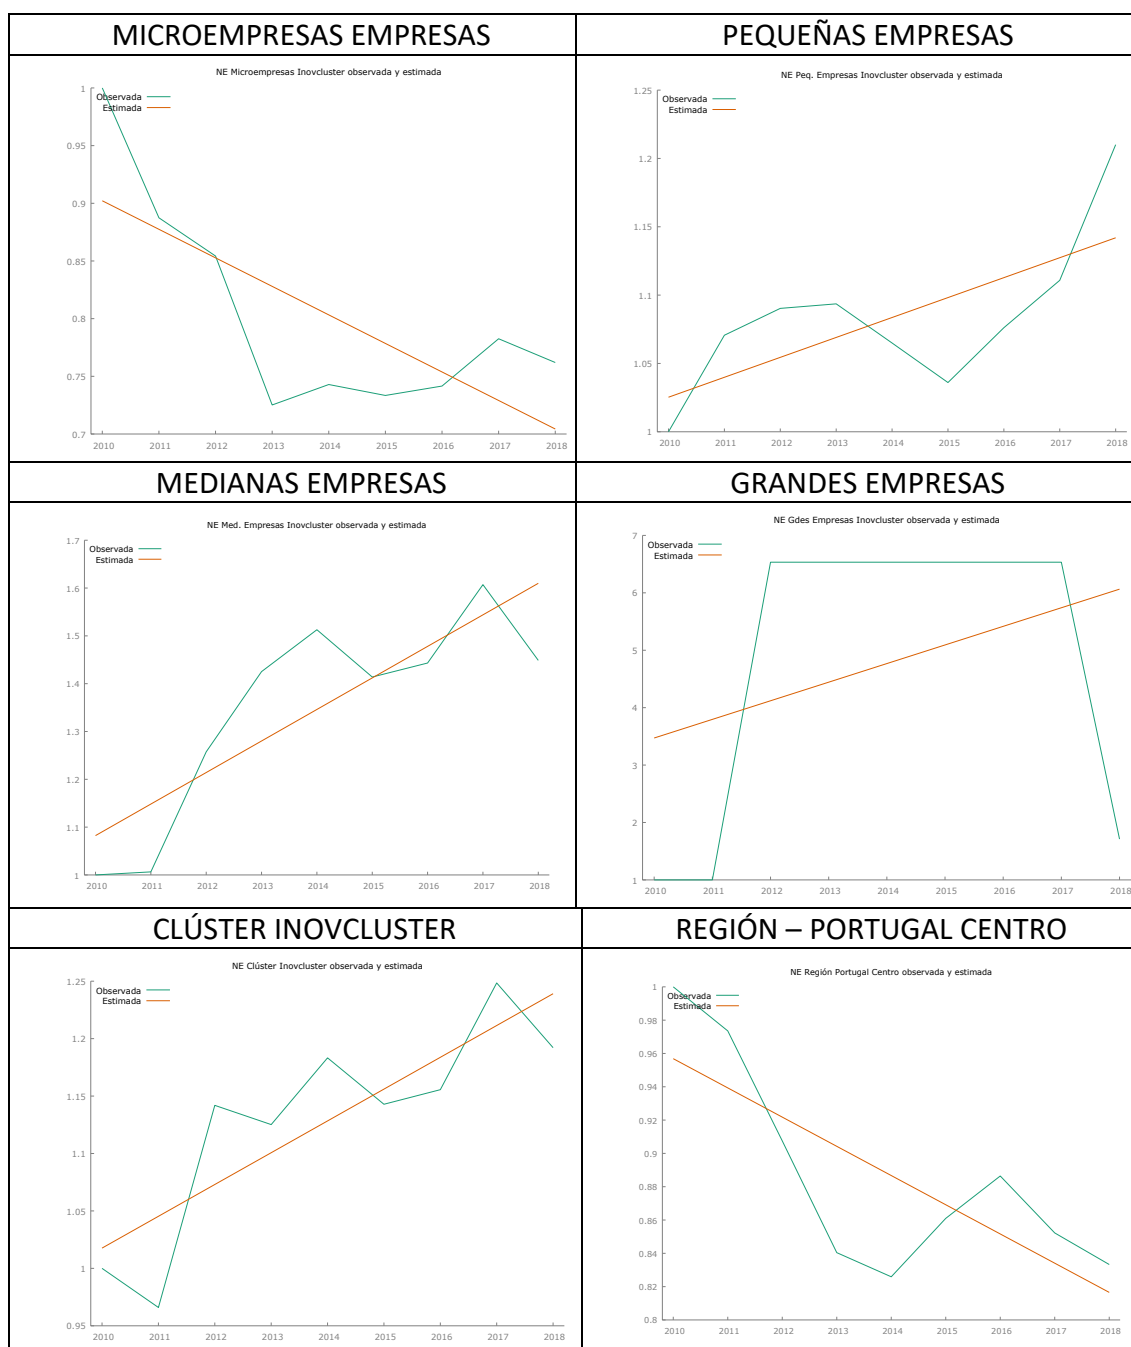 MICROEMPRESAS EMPRESAS
PEQUEÑAS EMPRESAS
NE Microempresas Inovcluster observada y estimada
Observada
Estimada
1
0.95
0.9
0.85
0.8
0.75
0.7
2010 2011 2012 2013 2014 2015 2016 2017 2018
NE Peq. Empresas Inovcluster observada y estimada
Observada
Estimada
1.25
1.2
1.15
1.1
1.05
1
2010 2011 2012 2013 2014 2015 2016 2017 2018
MEDIANAS EMPRESAS
GRANDES EMPRESAS
NE Med. Empresas Inovcluster observada y estimada
Observada
Estimada
1.7
1.6
1.5
1.4
1.3
1.2
1.1
1
2010 2011 2012 2013 2014 2015 2016 2017 2018
NE Gdes Empresas Inovcluster observada y estimada
Observada
Estimada
7
6
5
4
3
2
1
2010 2011 2012 2013 2014 2015 2016 2017 2018
CLÚSTER INOVCLUSTER
REGIÓN – PORTUGAL CENTRO
NE Clúster Inovcluster observada y estimada
Observada
Estimada
1.25
1.2
1.15
1.1
1.05
1
0.95
2010 2011 2012 2013 2014 2015 2016 2017 2018
NE Región Portugal Centro observada y estimada
Observada
Estimada
1
0.98
0.96
0.94
0.92
0.9
0.88
0.86
0.84
0.82
0.8
2010 2011 2012 2013 2014 2015 2016 2017 2018